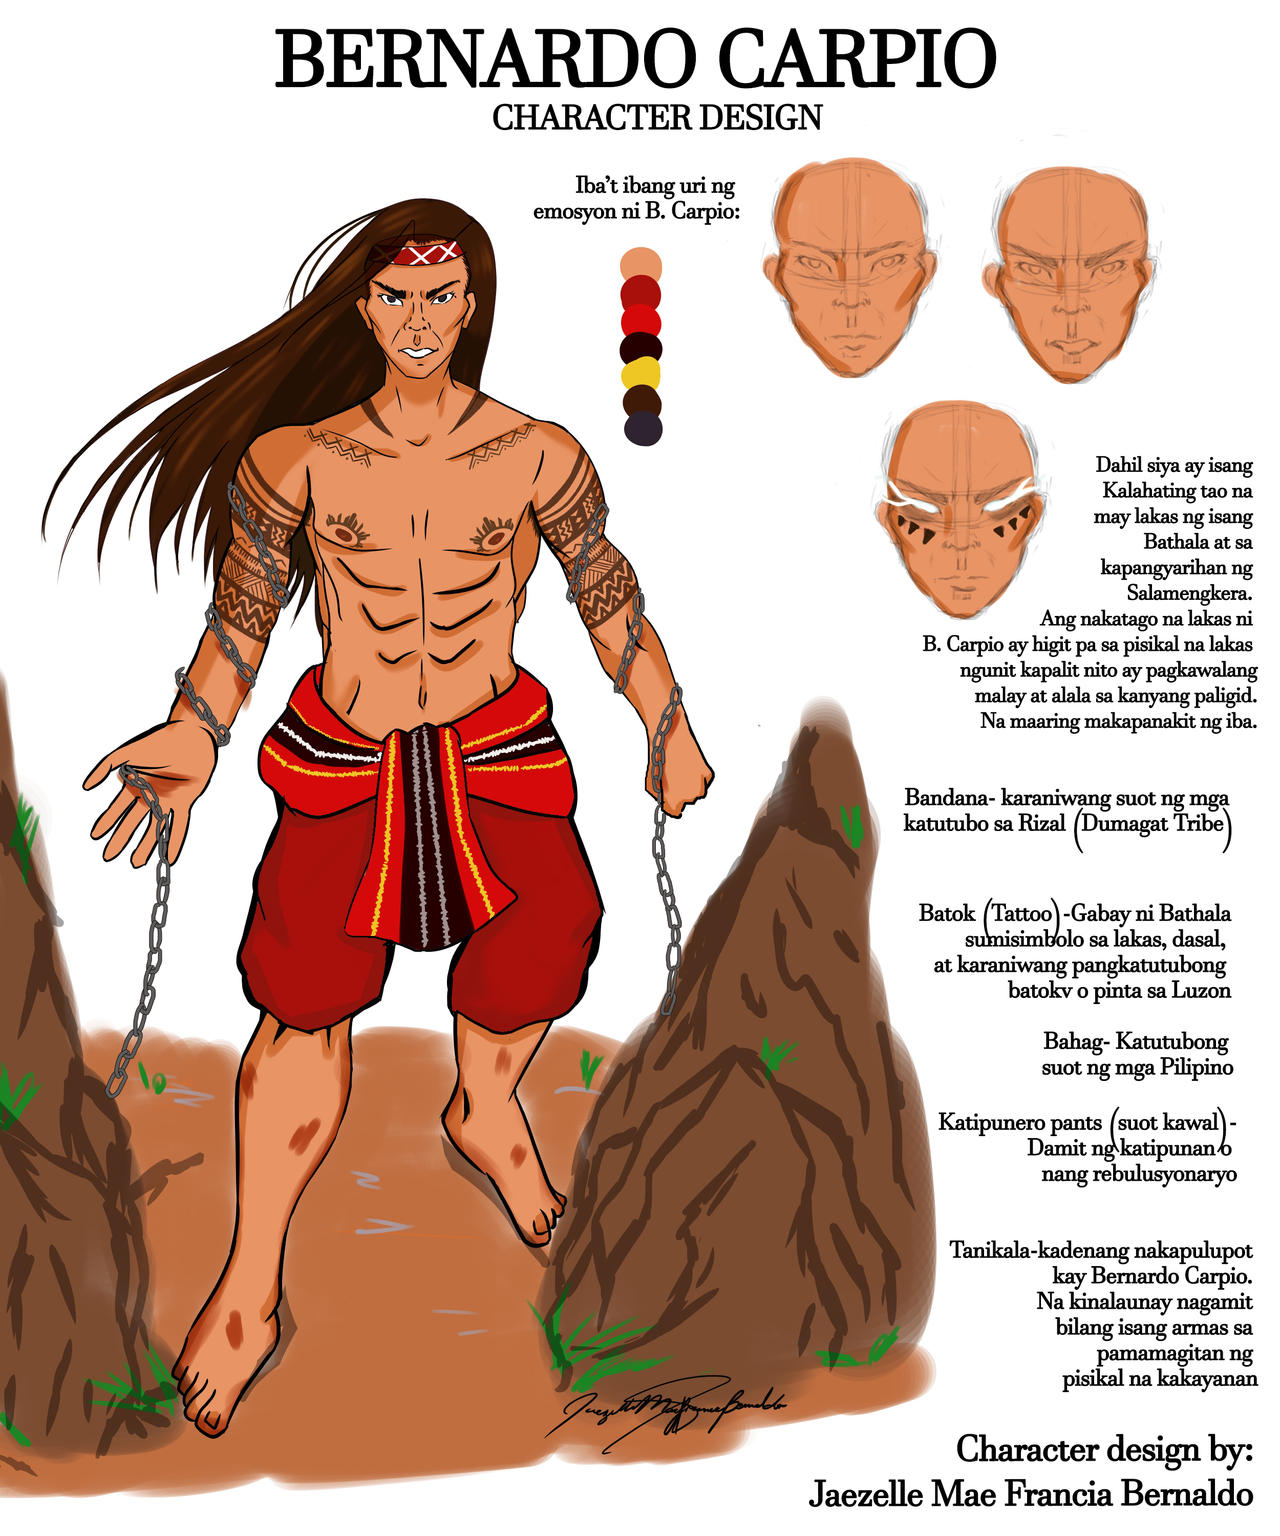 BERNARDO CARPIO
CHARACTER DESIGN
Iba't ibang uri ng
emosyon ni B. Carpio:
Dahil siya ay isang
Kalahating tao na
may lakas ng isang
Bathala at sa
kapangyarihan ng
Salamengkera.
Ang nakatago na lakas ni
B. Carpio ay higit pa sa pisikal na lakas
ngunit kapalit nito ay pagkawalang
malay at alala sa kanyang paligid.
Na maaring makapanakit ng iba.
Bandana- karaniwang suot ng mga
katutubo sa Rizal (Dumagat Tribe)
Batok (Tattoo)-Gabay ni Bathala
sumisimbolo sa lakas, dasal,
at karaniwang pangkatutubong
batokv o pinta sa Luzon
Bahag- Katutubong
suot ng mga Pilipino
Katipunero pants (suot kawal)-
Damit ng katipunan o
nang rebulusyonaryo
Tanikala-kadenang nakapulupot
kay Bernardo Carpio.
Na kinalaunay nagamit
bilang isang armas sa
pamamagitan ng
pisikal na kakayanan
Jaezelle Mae Francia Bernaldo
Character design by:
Jaezelle Mae Francia Bernaldo